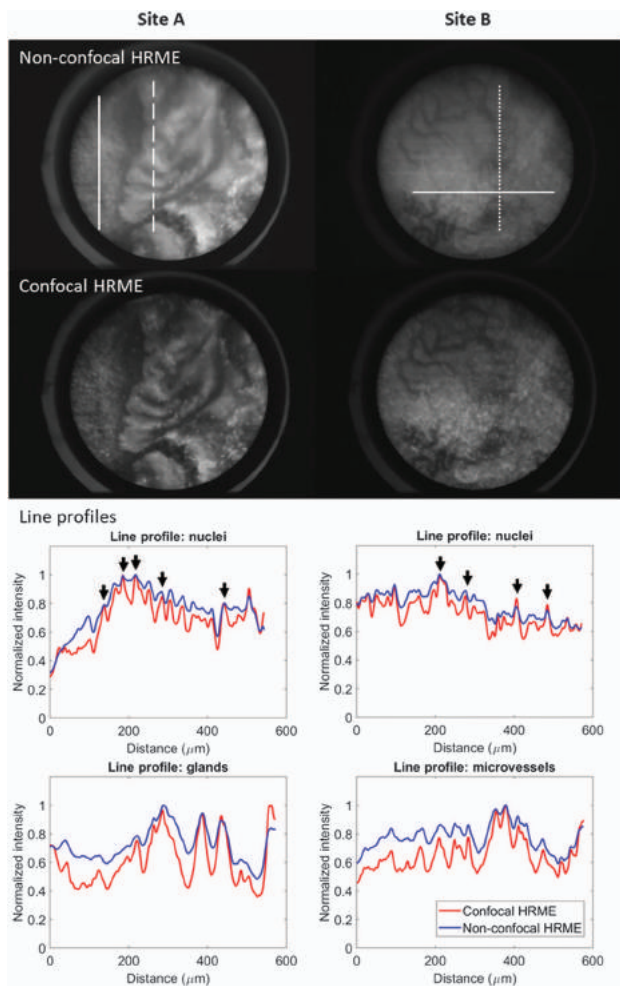 Site A
Site B
Non-confocal HRME
Confocal HRME
Line profiles
Line profile: nuclei
Normalized intensity
1
0.8
0.6
0.4
0.2
0
0
200
400
600
Distance (μm)
Line profile: nuclei
Normalized intensity
1
0.8
0.6
0.4
0.2
0
0
200
400
600
Distance (μm)
Line profile: glands
Normalized intensity
1
0.8
0.6
0.4
0.2
0
0
200
400
600
Distance (μm)
Line profile: microvessels
Normalized intensity
1
0.8
0.6
0.4
0.2
0
0
200
400
600
Distance (μm)
Confocal HRME
Non-confocal HRME